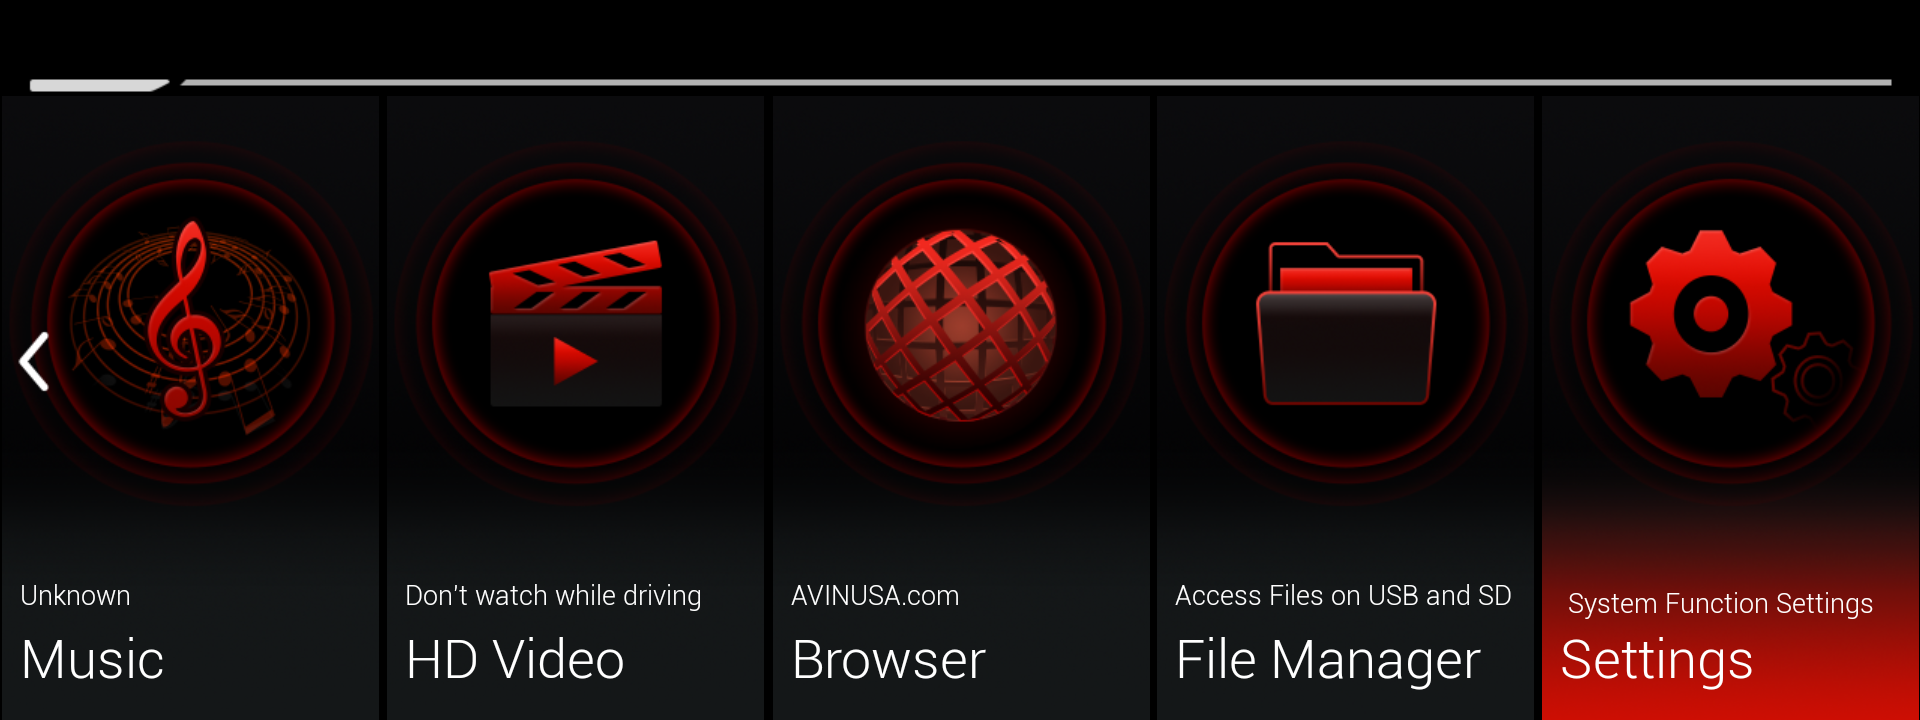 Unknown
Music
Don't watch while driving
HD Video
AVINUSA.com
Browser
Access Files on USB and SD
File Manager
System Function Settings
Settings